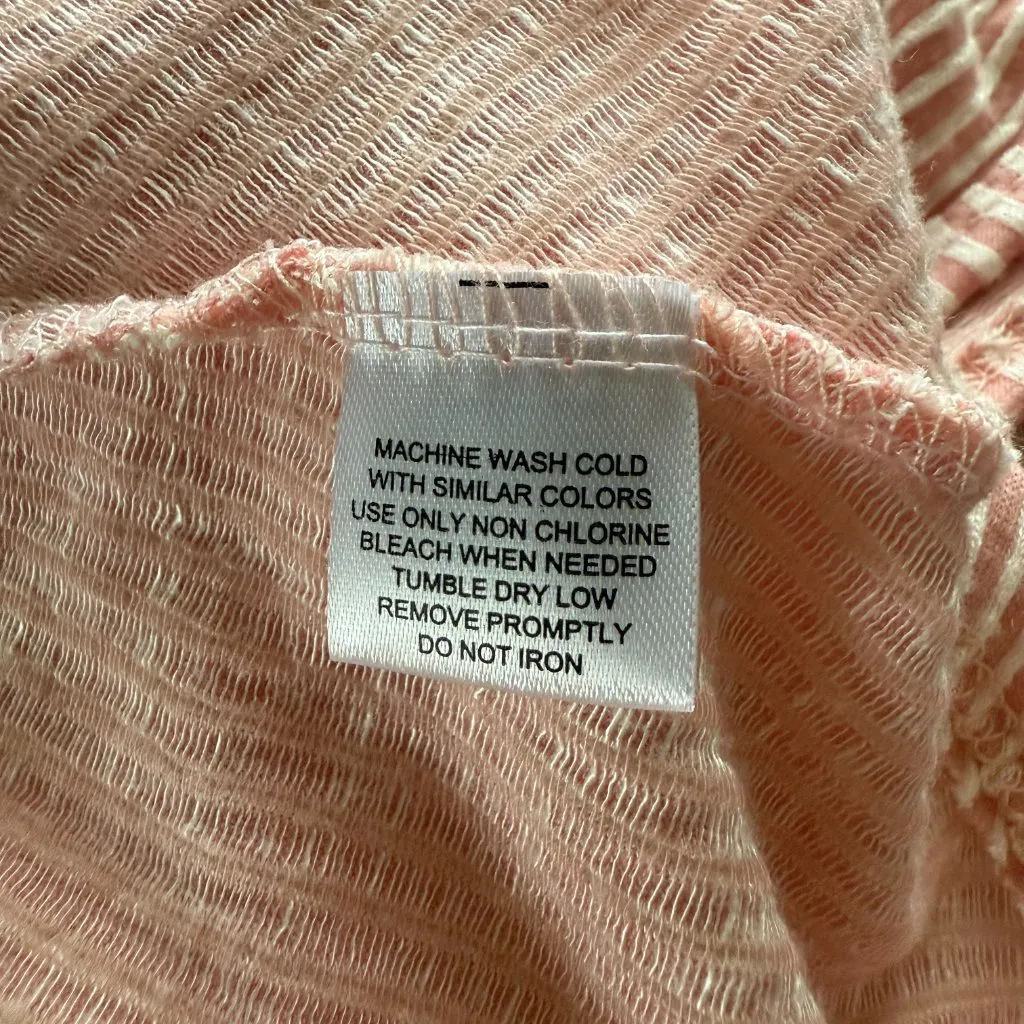 MACHINE WASH COLD
WITH SIMILAR COLORS
USE ONLY NON CHLORINE
BLEACH WHEN NEEDED
TUMBLE DRY LOW
REMOVE PROMPTLY
DO NOT IRON